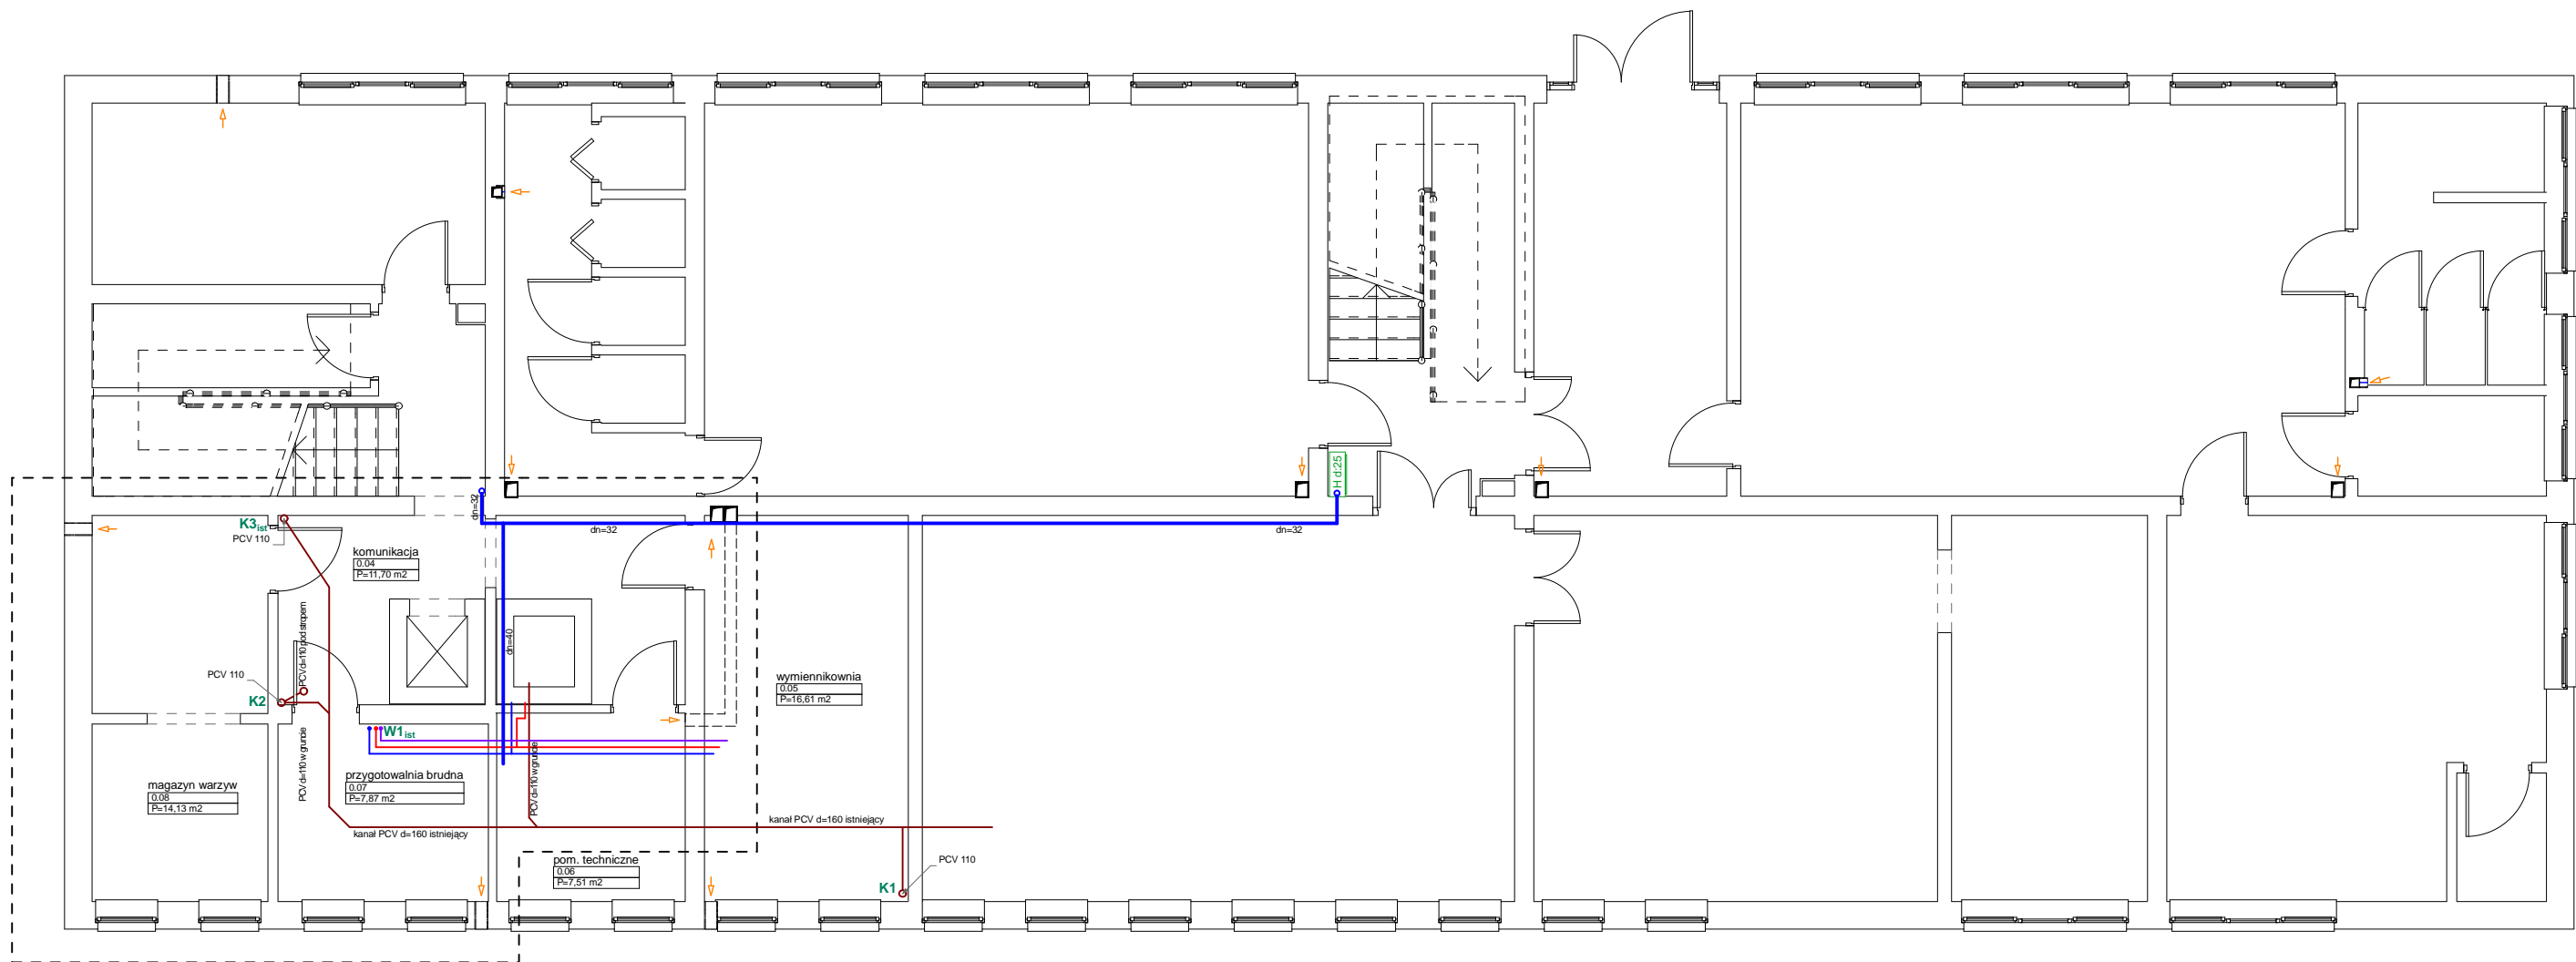 H d:25
dn=32
dn=32
dn=32
K3ist
PCV 110
komunikacja
0.04
P=11,70 m2
PCV d=110 pod stropem
dn=40
PCV 110
K2
wymiennikownia
0.05
P=16,61 m2
W1ist
PCV d=110 w gruncie
PCV d=110 w gruncie
magazyn warzyw
0.08
P=14,13 m2
przygotowalnia brudna
0.07
P=7,87 m2
kanał PCV d=160 istniejący
kanał PCV d=160 istniejący
pom. techniczne
0.06
P=7,51 m2
PCV 110
K1